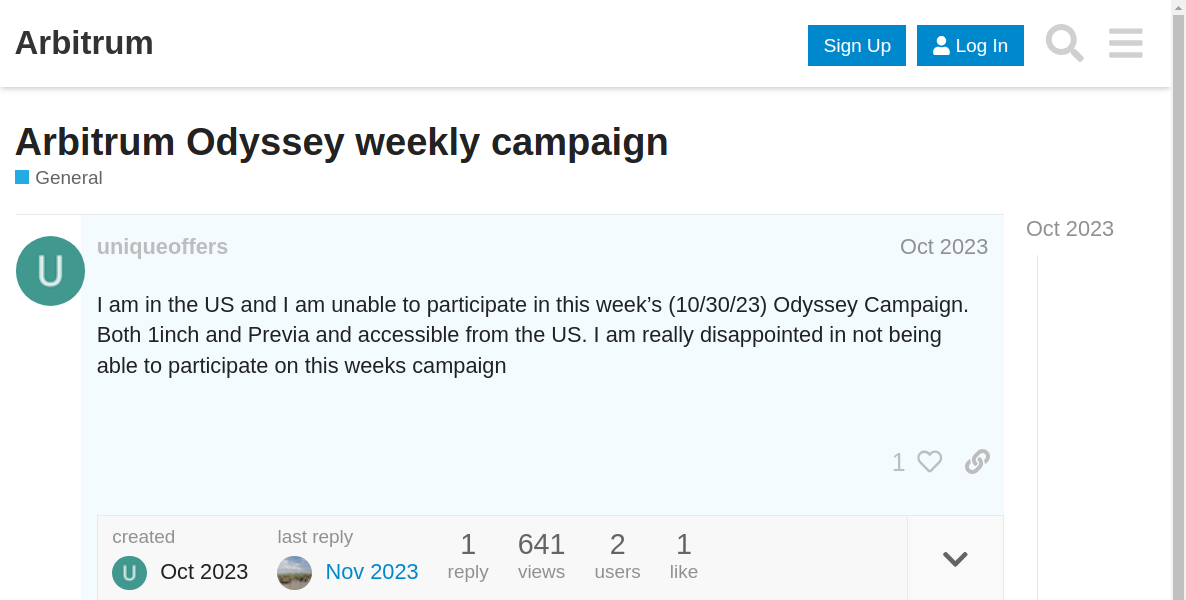 Arbitrum
Sign Up
Log In
Arbitrum Odyssey weekly campaign
General
U
uniqueoffers
Oct 2023
Oct 2023
I am in the US and I am unable to participate in this week’s (10/30/23) Odyssey Campaign.
Both 1inch and Previa and accessible from the US. I am really disappointed in not being
able to participate on this weeks campaign
1
created
last reply
1
641
2
1
U
Oct 2023
Nov 2023
reply
views
users
like